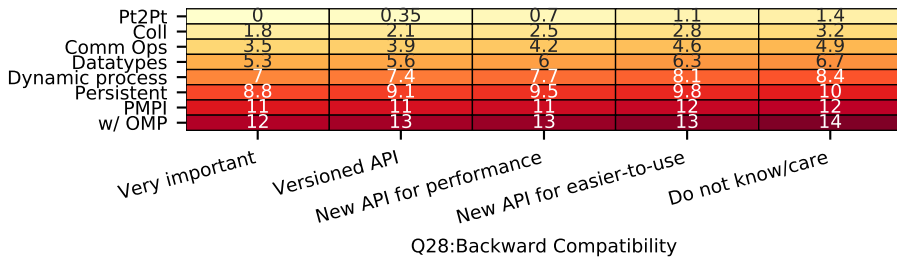 Pt2Pt 0 0.35 0.7 1.1 1.4
Coll 1.8 2.1 2.5 2.8 3.2
Comm Ops 3.5 3.9 4.2 4.6 4.9
Datatypes 5.3 5.6 6 6.3 6.7
Dynamic process 7 7.4 7.7 8.1 8.4
Persistent 8.8 9.1 9.5 9.8 10
PMPI 11 11 11 12 12
w/ OMP 12 13 13 13 14
Very important
Versioned API
New API for performance
New API for easier-to-use
Do not know/care
Q28:Backward Compatibility